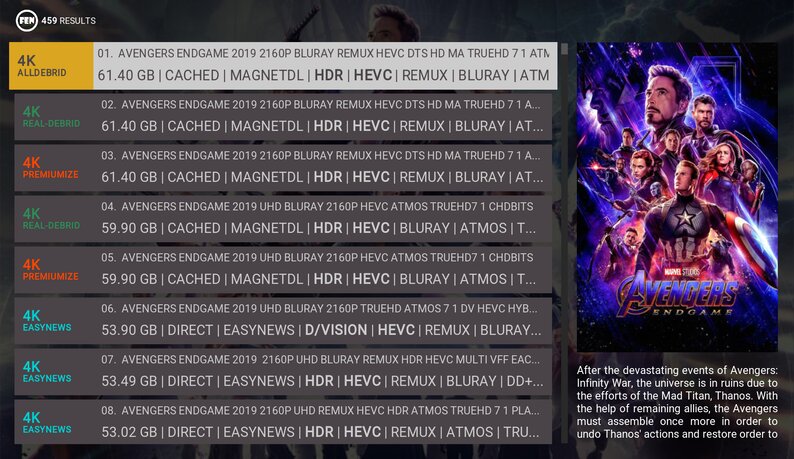 FEN 459 RESULTS
4K
ALLDEBRID
01. AVENGERS ENDGAME 2019 2160P BLURAY REMUX HEVC DTS HD MA TRUEHD 7 1 ATM
61.40 GB | CACHED | MAGNETDL | HDR | HEVC | REMUX | BLURAY | ATM
4K
REAL-DEBRID
02. AVENGERS ENDGAME 2019 2160P BLURAY REMUX HEVC DTS HD MA TRUEHD 7 1 A...
61.40 GB | CACHED | MAGNETDL | HDR | HEVC | REMUX | BLURAY | AT...
4K
PREMIUMIZE
03. AVENGERS ENDGAME 2019 2160P BLURAY REMUX HEVC DTS HD MA TRUEHD 7 1 A...
61.40 GB | CACHED | MAGNETDL | HDR | HEVC | REMUX | BLURAY | AT...
4K
REAL-DEBRID
04. AVENGERS ENDGAME 2019 UHD BLURAY 2160P HEVC ATMOS TRUEHD7 1 CHDBITS
59.90 GB | CACHED | MAGNETDL | HDR | HEVC | BLURAY | ATMOS | T...
4K
PREMIUMIZE
05. AVENGERS ENDGAME 2019 UHD BLURAY 2160P HEVC ATMOS TRUEHD7 1 CHDBITS
59.90 GB | CACHED | MAGNETDL | HDR | HEVC | BLURAY | ATMOS | T...
4K
EASYNEWS
06. AVENGERS ENDGAME 2019 UHD BLURAY 2160P TRUEHD ATMOS 7 1 DV HEVC HYB...
53.90 GB | DIRECT | EASYNEWS | D/VISION | HEVC | REMUX | BLURAY...
4K
EASYNEWS
07. AVENGERS ENDGAME 2019 2160P UHD BLURAY REMUX HDR HEVC MULTI VFF EAC...
53.49 GB | DIRECT | EASYNEWS | HDR | HEVC | REMUX | BLURAY | DD+...
4K
EASYNEWS
08. AVENGERS ENDGAME 2019 2160P UHD REMUX HEVC HDR ATMOS TRUEHD 7 1 PLA...
53.02 GB | DIRECT | EASYNEWS | HDR | HEVC | REMUX | ATMOS | TRU...
MARVEL STUDIOS
AVENGERS
ENDGAME
After the devastating events of Avengers:
Infinity War, the universe is in ruins due to
the efforts of the Mad Titan, Thanos. With
the help of remaining allies, the Avengers
must assemble once more in order to
undo Thanos' actions and restore order to